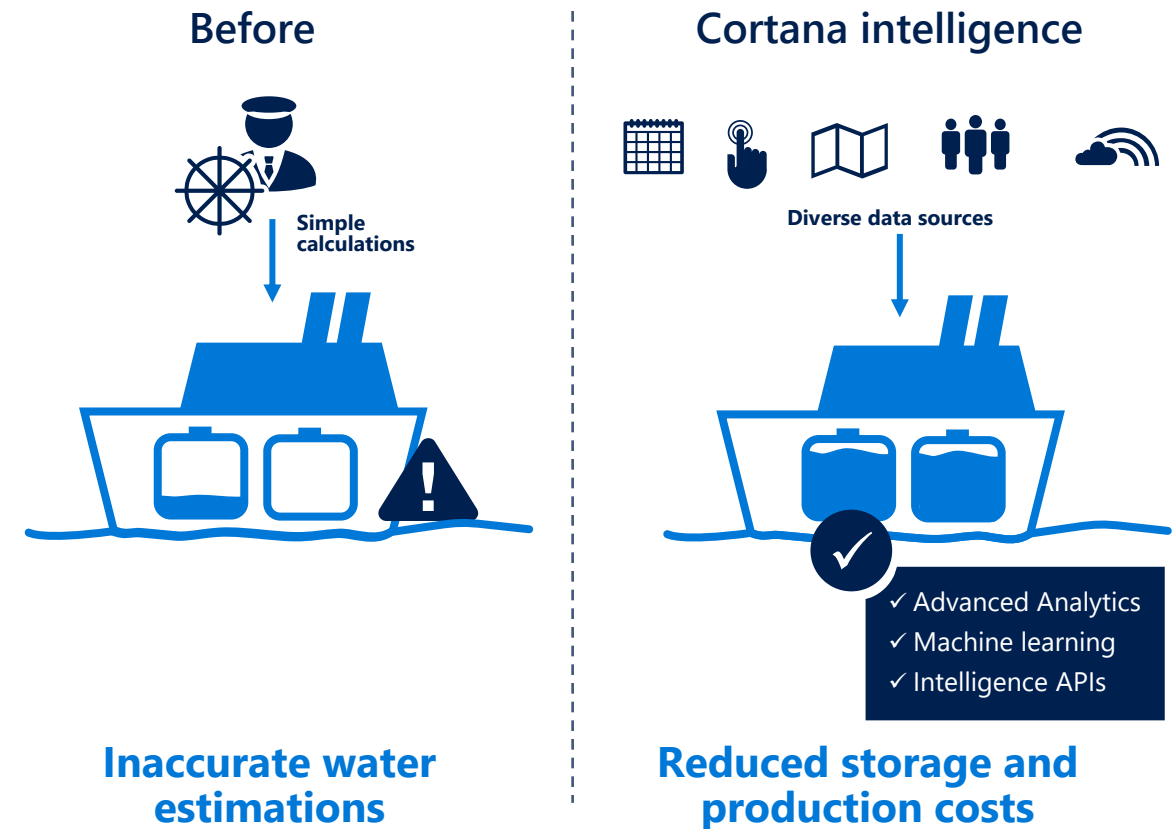 Before
Simple
calculations
!
Inaccurate water
estimations
Cortana intelligence
Diverse data sources
✓
✓ Advanced Analytics
✓ Machine learning
✓ Intelligence APIs
Reduced storage and
production costs